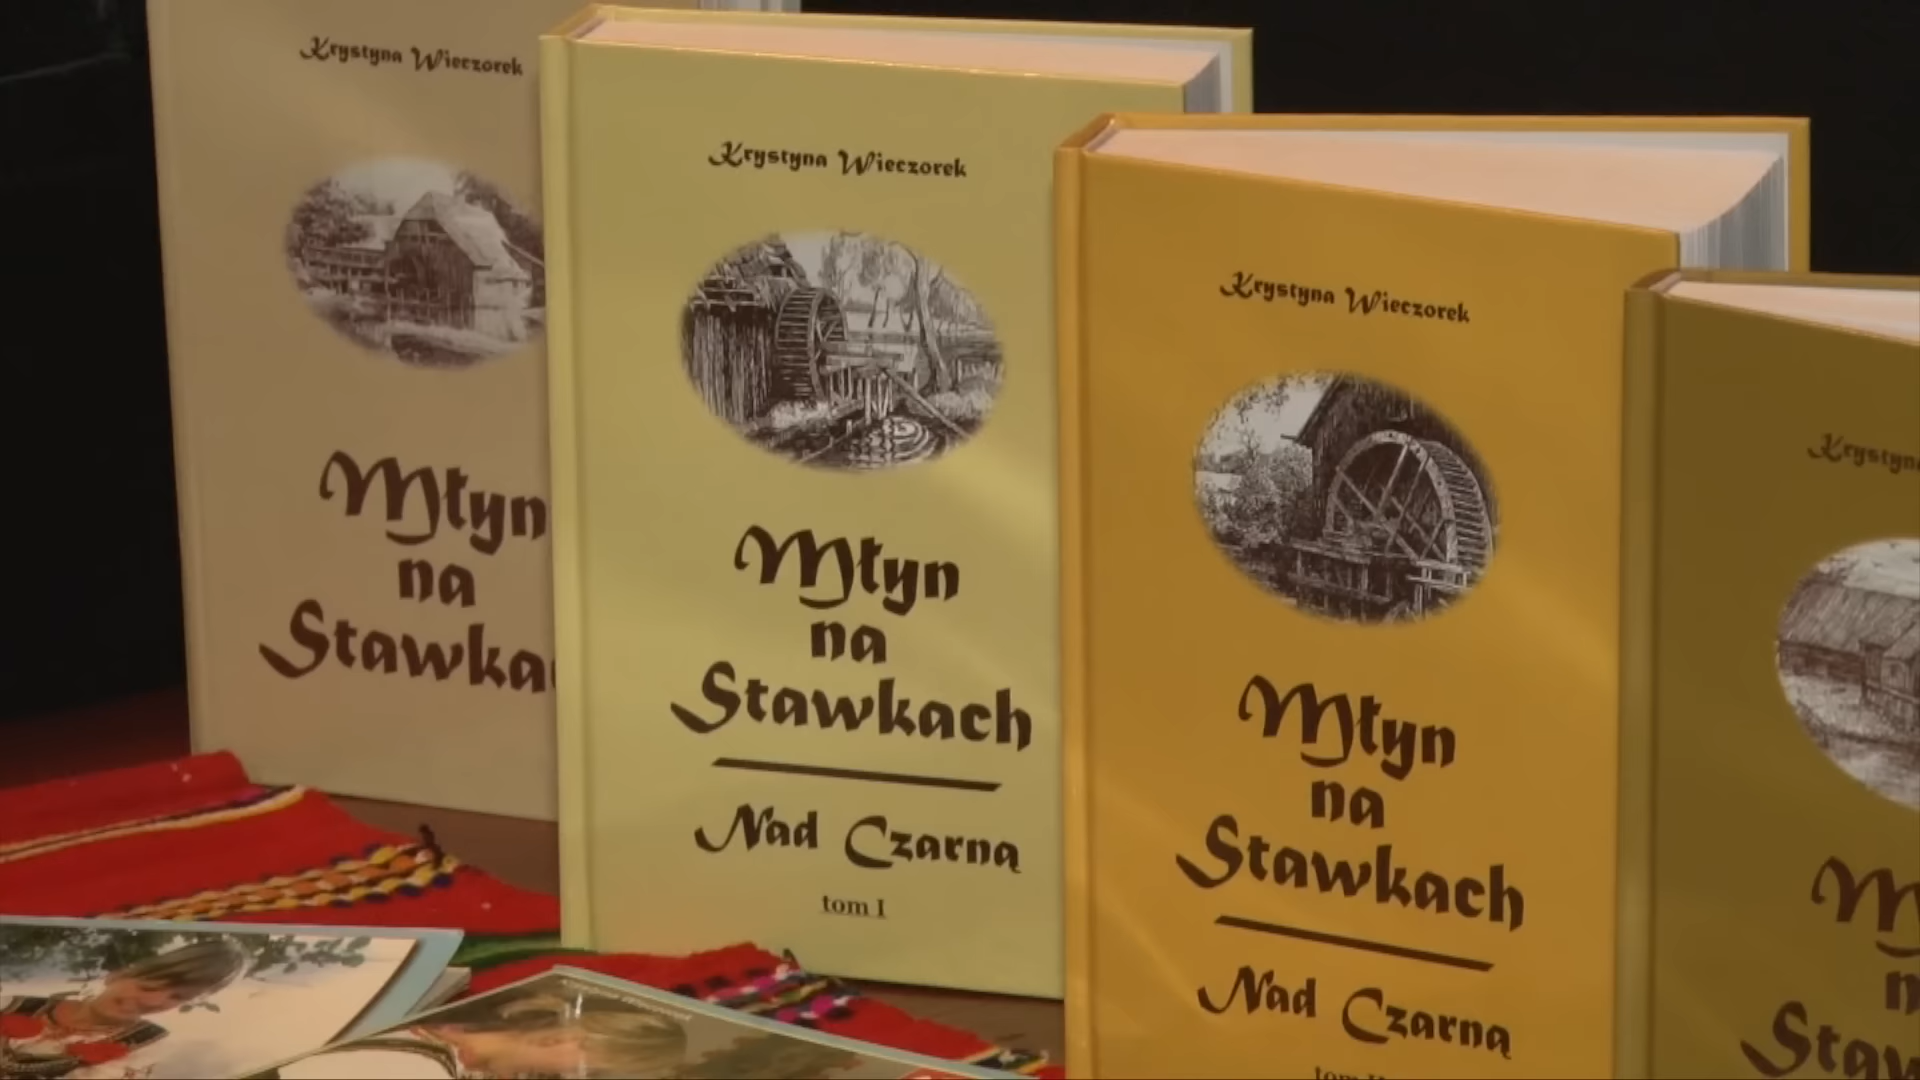 Krystyna Wieczorek
Młyn
na
Krystyna Wieczorek
Młyn
na
Stawkach
Nad Czarną
tom I
Krystyna Wieczorek
Młyn
na
Stawkach
Nad Czarną
tom